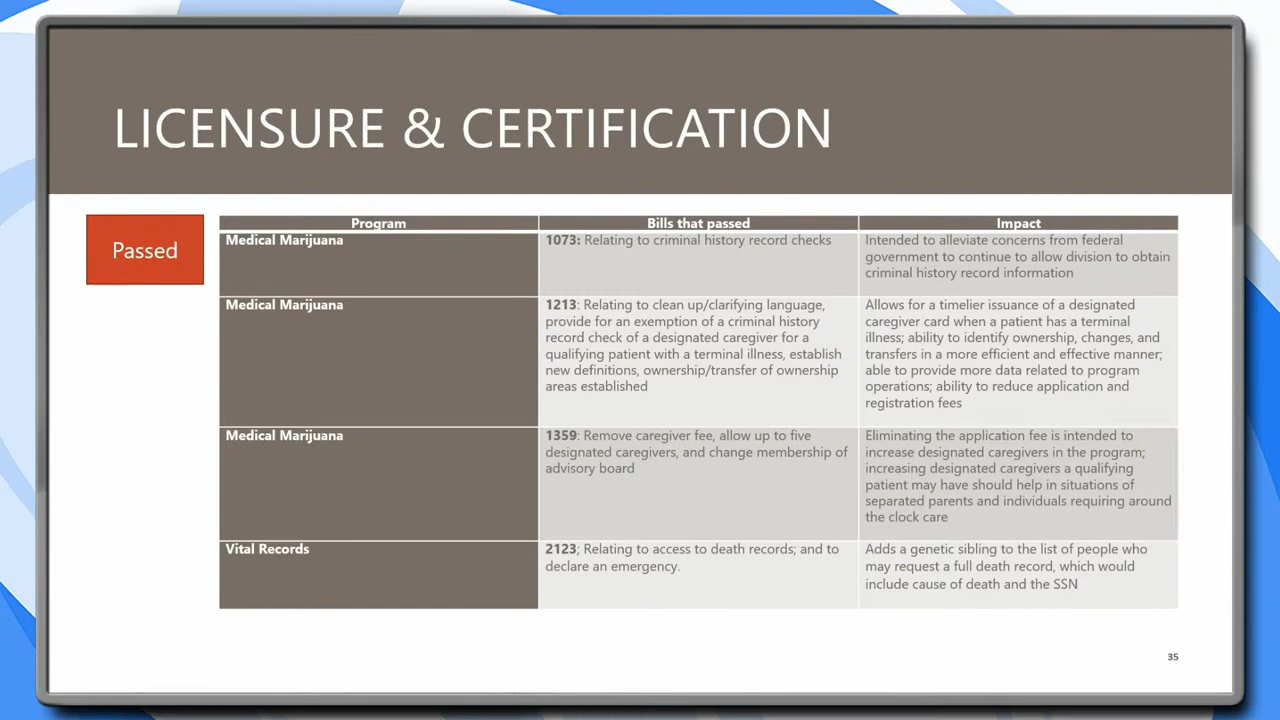 LICENSURE & CERTIFICATION
Passed
Program
Bills that passed
Impact
Medical Marijuana
1073: Relating to criminal history record checks
Intended to alleviate concerns from federal
government to continue to allow division to obtain
criminal history record information
Medical Marijuana
1213: Relating to clean up/clarifying language,
provide for an exemption of a criminal history
record check of a designated caregiver for a
qualifying patient with a terminal illness, establish
new definitions, ownership/transfer of ownership
areas established
Allows for a timelier issuance of a designated
caregiver card when a patient has a terminal
illness; ability to identify ownership, changes, and
transfers in a more efficient and effective manner;
able to provide more data related to program
operations; ability to reduce application and
registration fees
Medical Marijuana
1359: Remove caregiver fee, allow up to five
designated caregivers, and change membership of
advisory board
Eliminating the application fee is intended to
increase designated caregivers in the program;
increasing designated caregivers a qualifying
patient may have should help in situations of
separated parents and individuals requiring around
the clock care
Vital Records
2123; Relating to access to death records; and to
declare an emergency.
Adds a genetic sibling to the list of people who
may request a full death record, which would
include cause of death and the SSN
35